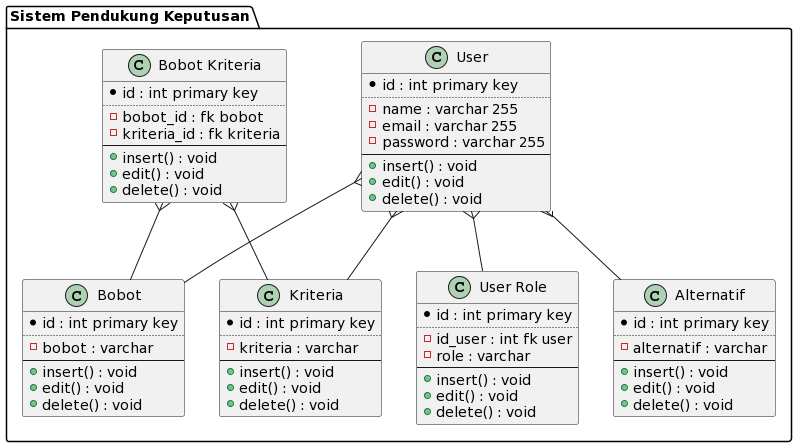 Sistem Pendukung Keputusan
C Bobot Kriteria
id : int primary key
bobot_id : fk bobot
kriteria_id : fk kriteria
insert() : void
edit() : void
delete() : void
C User
id : int primary key
name : varchar 255
email : varchar 255
password : varchar 255
insert() : void
edit() : void
delete() : void
C Bobot
id : int primary key
bobot : varchar
insert() : void
edit() : void
delete() : void
C Kriteria
id : int primary key
kriteria : varchar
insert() : void
edit() : void
delete() : void
C User Role
id : int primary key
id_user : int fk user
role : varchar
insert() : void
edit() : void
delete() : void
C Alternatif
id : int primary key
alternatif : varchar
insert() : void
edit() : void
delete() : void